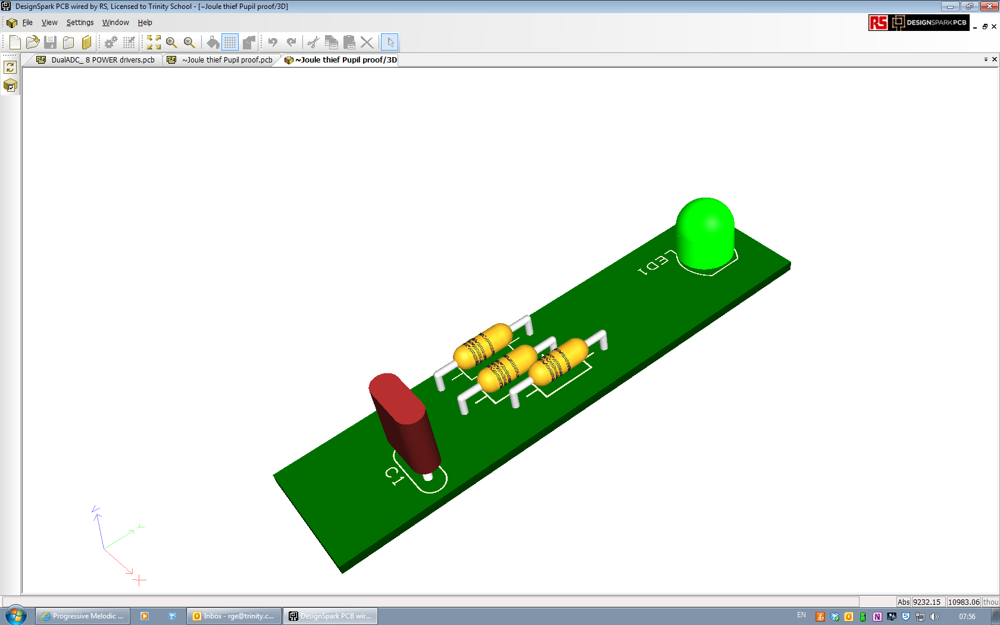 DesignSpark PCB wired by RS, Licensed to Trinity School - [~Joule thief Pupil proof/3D]
File View Settings Window Help
RS DESIGNSPARK PCB
DualADC_ 8 POWER drivers.pcb ~Joule thief Pupil proof.pcb ~Joule thief Pupil proof/3D
LED1
C1
Abs 9232.15 10983.06 thou
Progressive Melodic ... Inbox - rge@trinity.c... DesignSpark PCB wir... EN 07:56